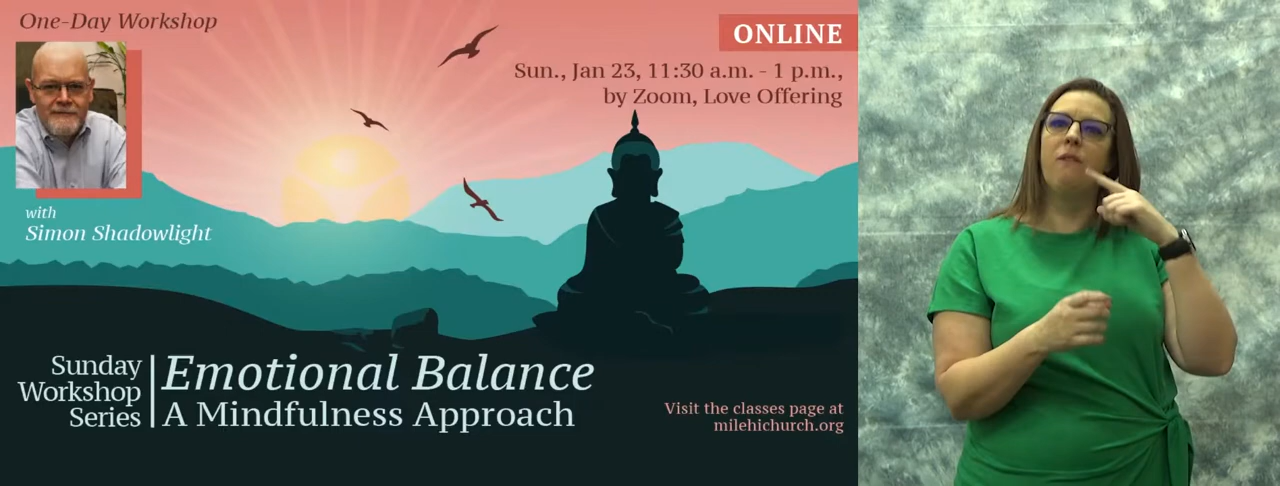 One-Day Workshop
with
Simon Shadowlight
ONLINE
Sun., Jan 23, 11:30 a.m. - 1 p.m.,
by Zoom, Love Offering
Sunday
Workshop
Series
Emotional Balance
A Mindfulness Approach
Visit the classes page at
milehichurch.org